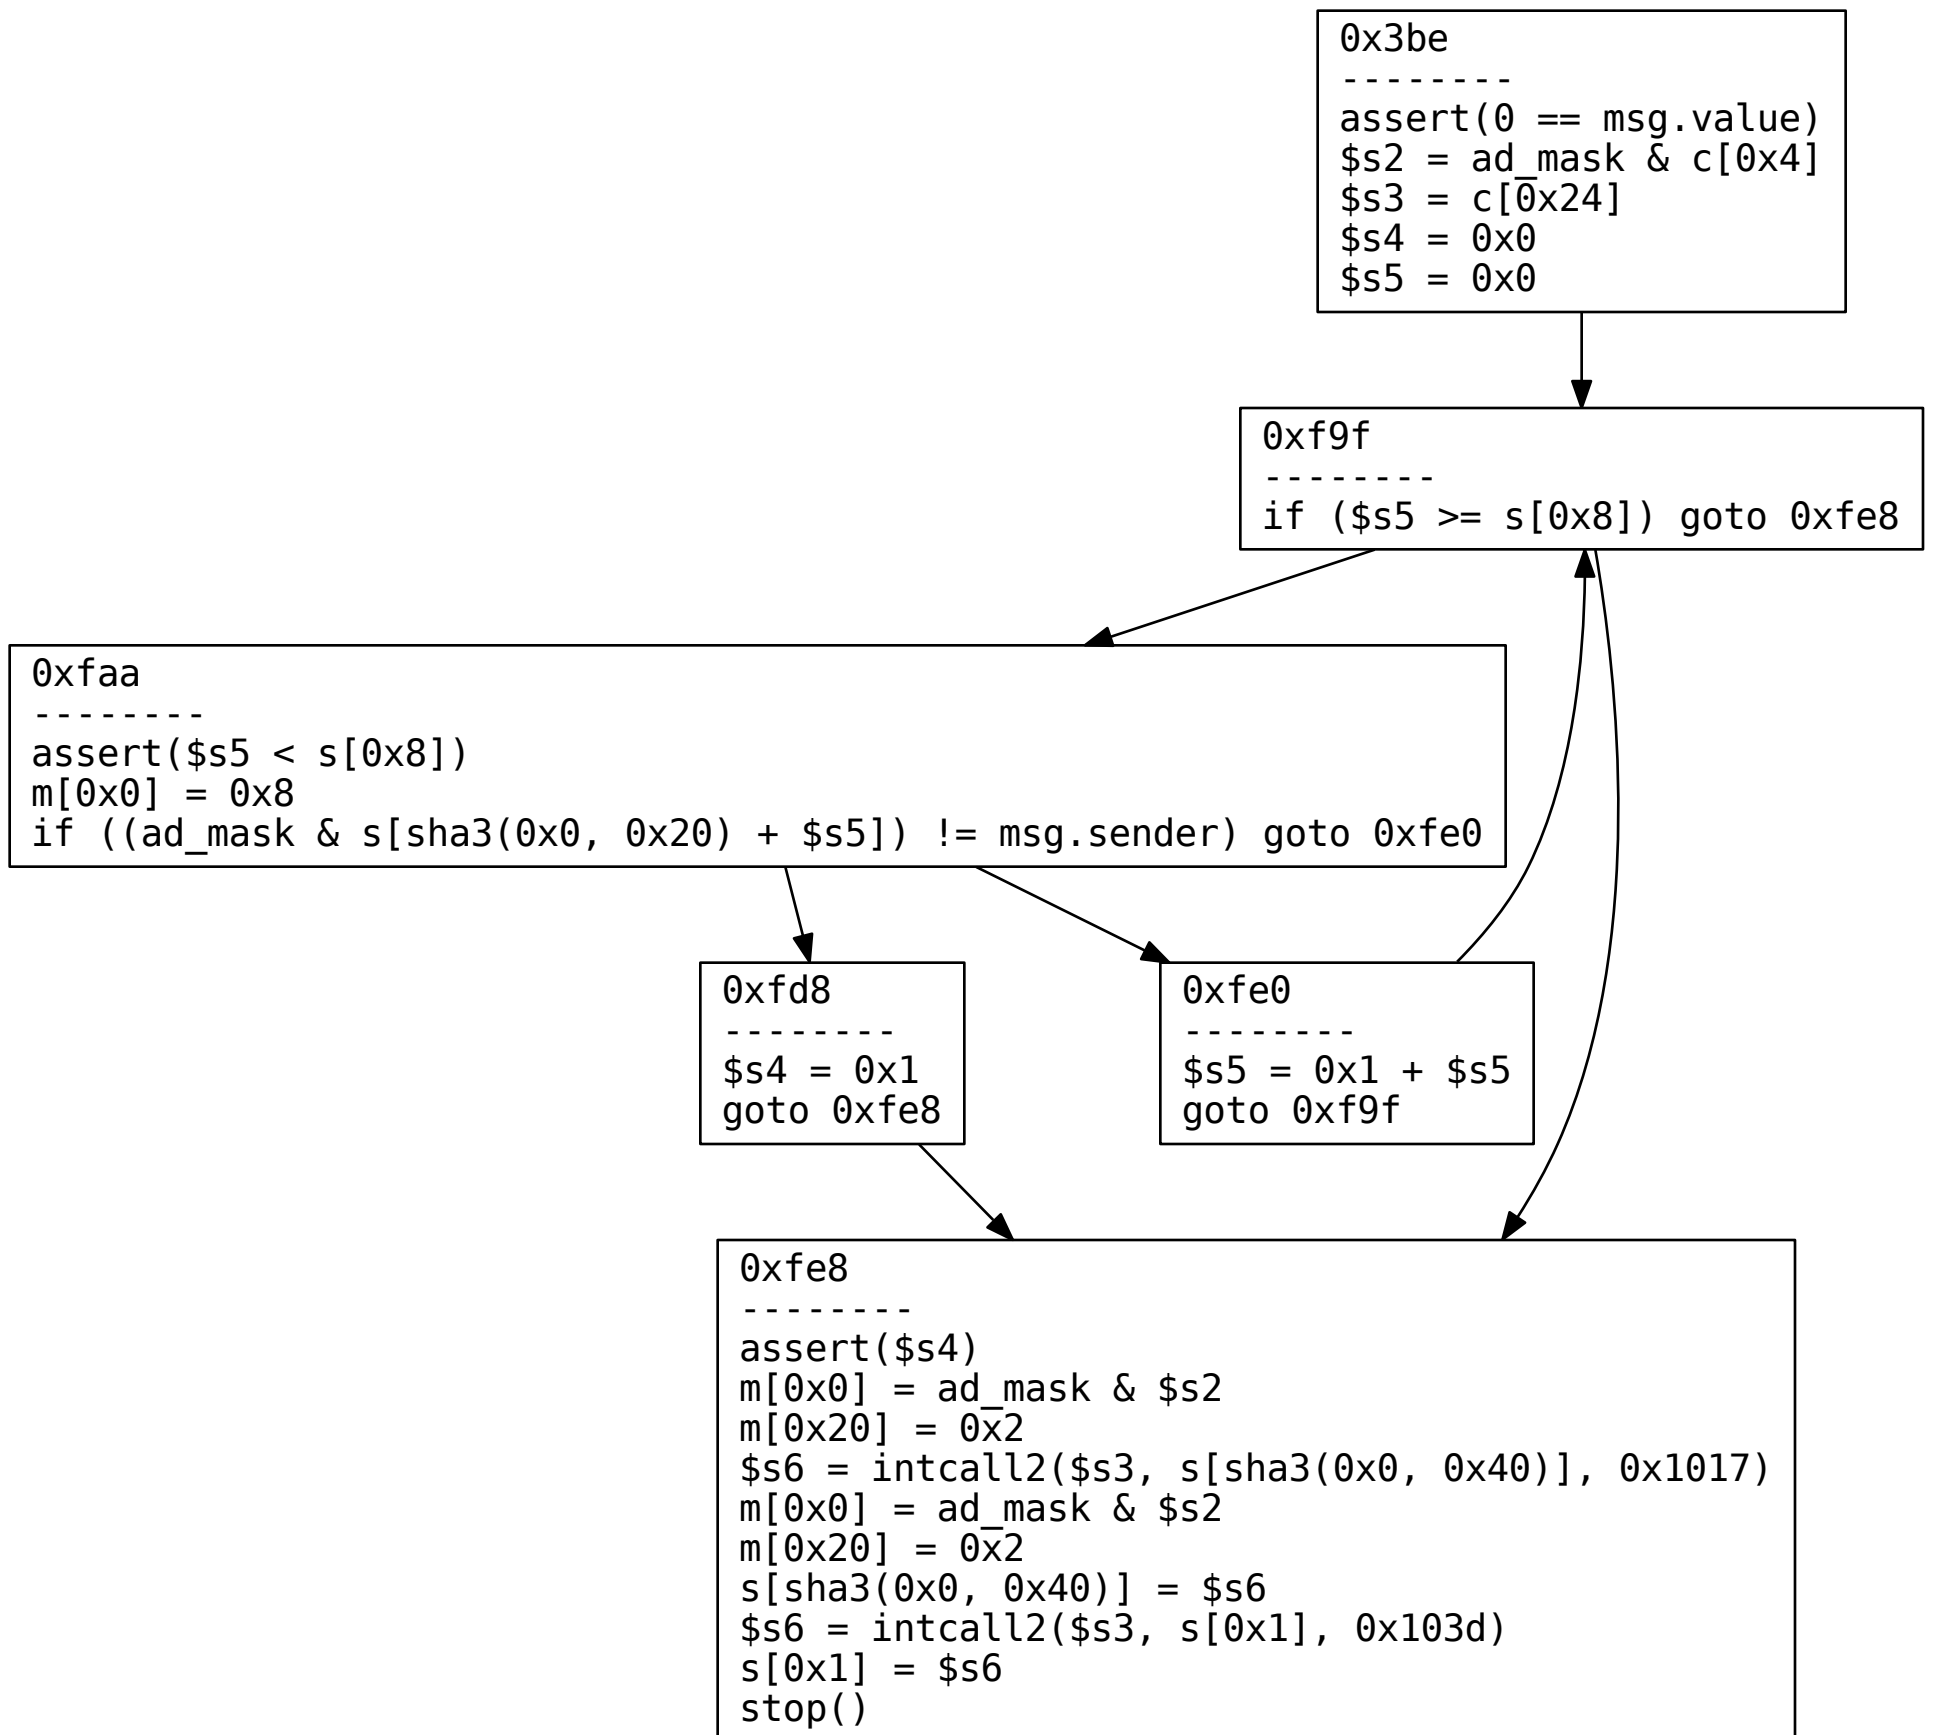 0x3be
--------
assert(0 == msg.value)
$s2 = ad_mask & c[0x4]
$s3 = c[0x24]
$s4 = 0x0
$s5 = 0x0
0xf9f
--------
if ($s5 >= s[0x8]) goto 0xfe8
0xfaa
--------
assert($s5 < s[0x8])
m[0x0] = 0x8
if ((ad_mask & s[sha3(0x0, 0x20) + $s5]) != msg.sender) goto 0xfe0
0xfd8
--------
$s4 = 0x1
goto 0xfe8
0xfe0
--------
$s5 = 0x1 + $s5
goto 0xf9f
0xfe8
--------
assert($s4)
m[0x0] = ad_mask & $s2
m[0x20] = 0x2
$s6 = intcall2($s3, s[sha3(0x0, 0x40)], 0x1017)
m[0x0] = ad_mask & $s2
m[0x20] = 0x2
s[sha3(0x0, 0x40)] = $s6
$s6 = intcall2($s3, s[0x1], 0x103d)
s[0x1] = $s6
stop()